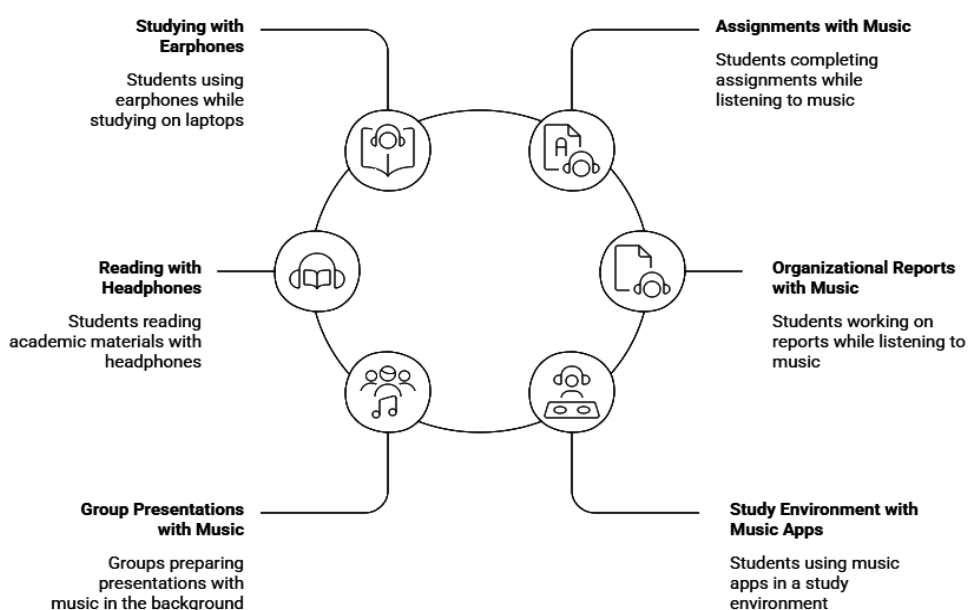 Studying with
Earphones
Students using
earphones while
studying on laptops
Assignments with Music
Students completing
assignments while
listening to music
A
Reading with
Headphones
Students reading
academic materials with
headphones
Organizational Reports
with Music
Students working on
reports while listening to
music
Group Presentations
with Music
Groups preparing
presentations with
music in the background
Study Environment with
Music Apps
Students using music
apps in a study
environment